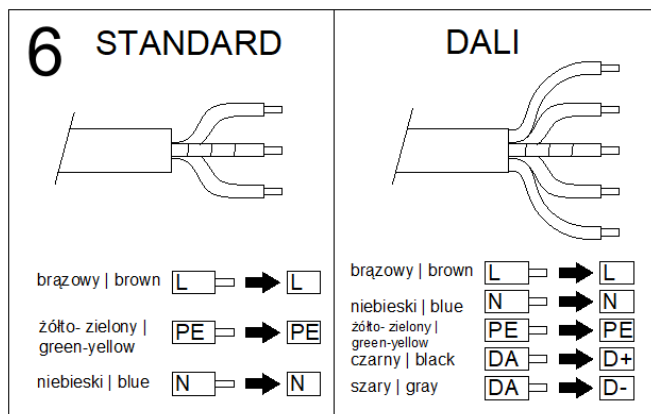 6 STANDARD
brązowy | brown L L
żółto- zielony |
green-yellow PE PE
niebieski | blue N N
DALI
brązowy | brown L L
niebieski | blue N N
żółto- zielony |
green-yellow PE PE
czarny | black DA D+
szary | gray DA D-